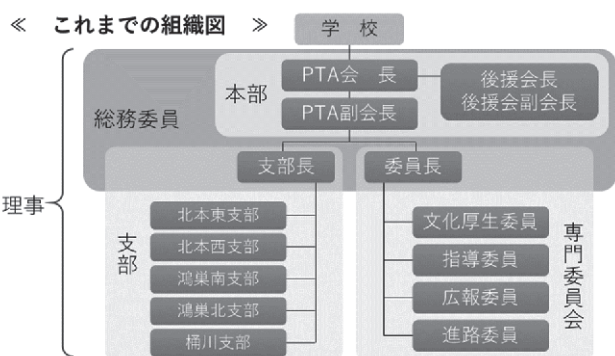 ≪ これまでの組織図 ≫
学 校
本部
PTA会 長
PTA副会長
後援会長
後援会副会長
総務委員
理事
支部長
委員長
支部
北本東支部
北本西支部
鴻巣南支部
鴻巣北支部
桶川支部
文化厚生委員
指導委員
広報委員
進路委員
専門委員会